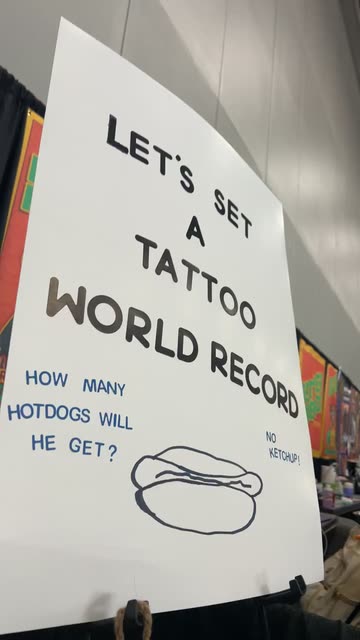 LET'S SET
A
TATTOO
WORLD RECORD
HOW MANY
HOTDOGS WILL
HE GET?
NO
KETCHUP!